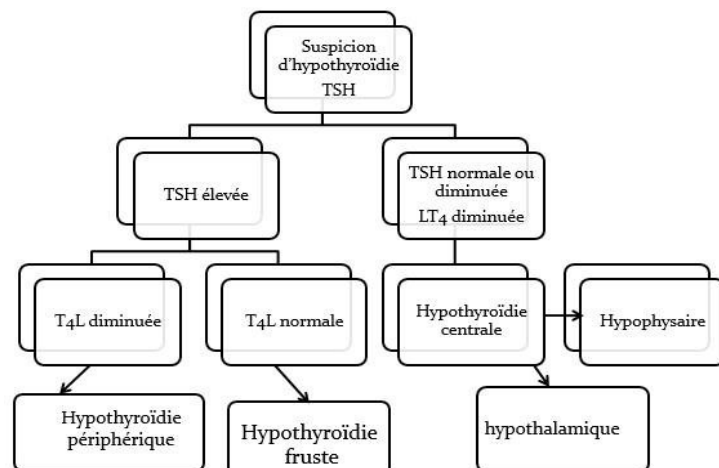 Suspicion
d'hypothyroïdie
TSH
TSH élevée
TSH normale ou
diminuée
LT4 diminuée
T4L diminuée
T4L normale
Hypothyroïdie
centrale
Hypophysaire
Hypothyroïdie
périphérique
Hypothyroïdie
fruste
hypothalamique